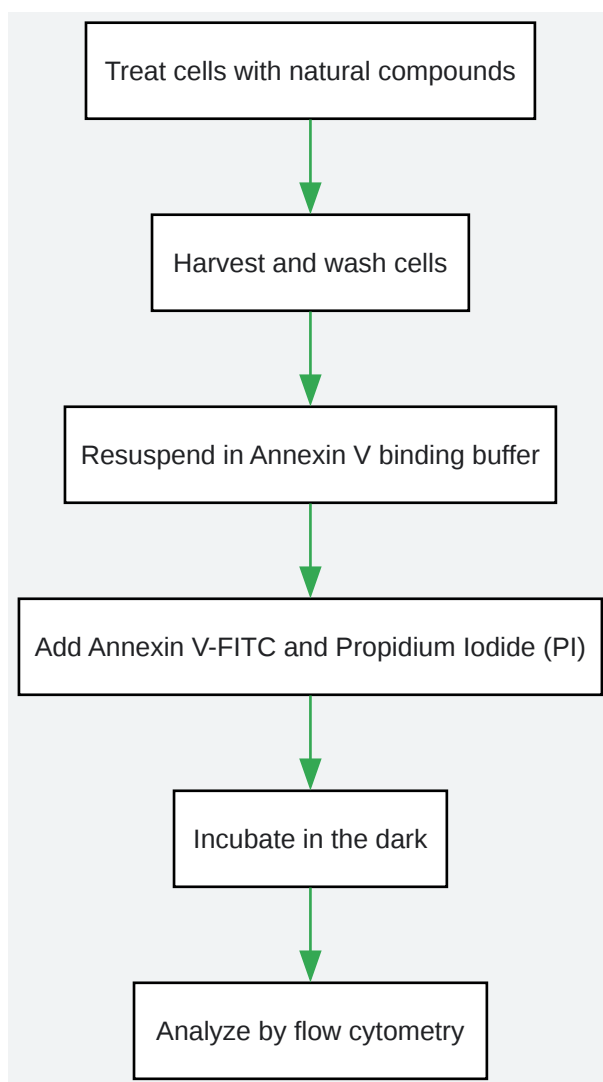 Treat cells with natural compounds
Harvest and wash cells
Resuspend in Annexin V binding buffer
Add Annexin V-FITC and Propidium Iodide (PI)
Incubate in the dark
Analyze by flow cytometry